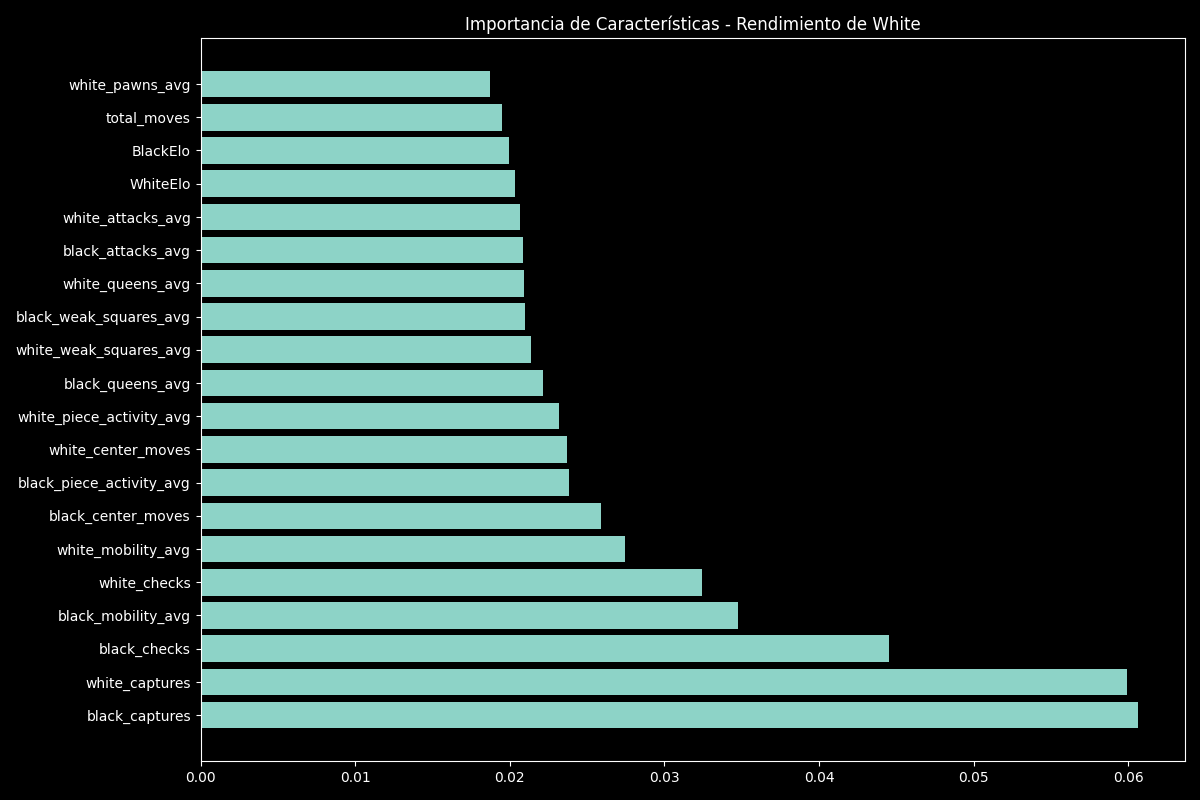 Importancia de Características - Rendimiento de White
white_pawns_avg
total_moves
BlackElo
WhiteElo
white_attacks_avg
black_attacks_avg
white_queens_avg
black_weak_squares_avg
white_weak_squares_avg
black_queens_avg
white_piece_activity_avg
white_center_moves
black_piece_activity_avg
black_center_moves
white_mobility_avg
white_checks
black_mobility_avg
black_checks
white_captures
black_captures
0.00 0.01 0.02 0.03 0.04 0.05 0.06